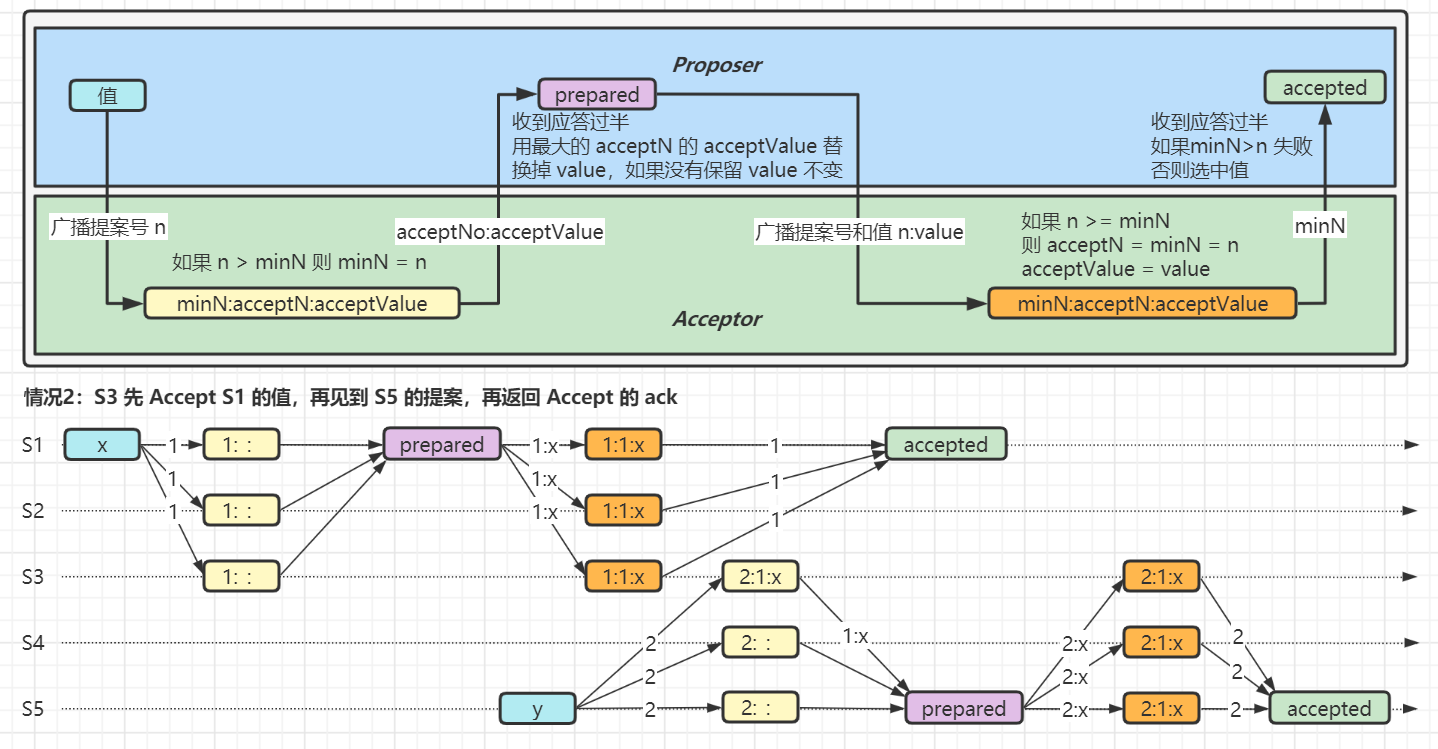 Proposer
值
prepared
accepted
收到应答过半
用最大的 acceptN 的 acceptValue 替
换掉 value，如果没有保留 value 不变
收到应答过半
如果minN>n 失败
否则选中值
广播提案号 n
acceptNo:acceptValue
广播提案号和值 n:value
minN
如果 n > minN 则 minN = n
如果 n >= minN
则 acceptN = minN = n
acceptValue = value
minN:acceptN:acceptValue
minN:acceptN:acceptValue
Acceptor
情况2：S3 先 Accept S1 的值，再见到 S5 的提案，再返回 Accept 的 ack
S1 x 1 1: : prepared 1:x 1:1:x 1 accepted
1 1:x 1
S2 1: : 1:1:x
1 1:x 1
S3 1: : 1:1:x 2:1:x 2:1:x
2 1:x 2:x 2
S4 2: : 2:1:x
2 2:x 2
S5 y 2 2: : prepared 2:x 2:1:x 2 accepted